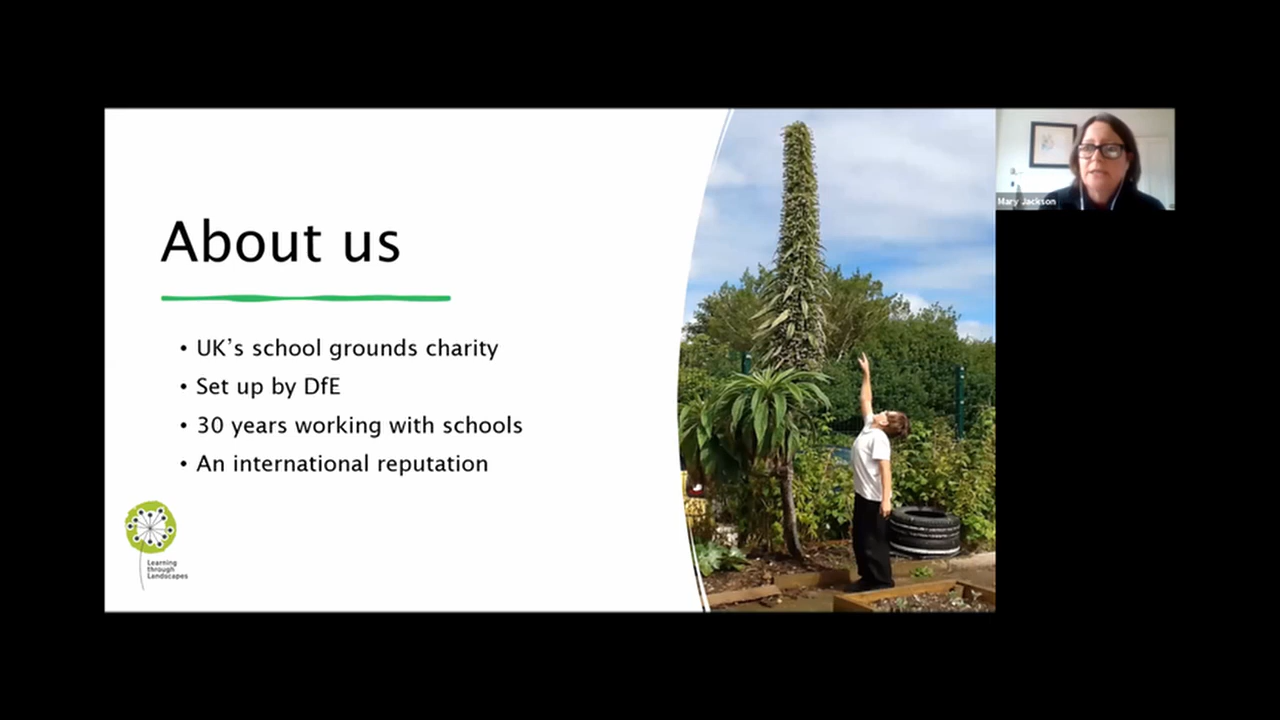 About us
• UK’s school grounds charity
• Set up by DfE
• 30 years working with schools
• An international reputation
Learning
through
Landscapes
Mary Jackson